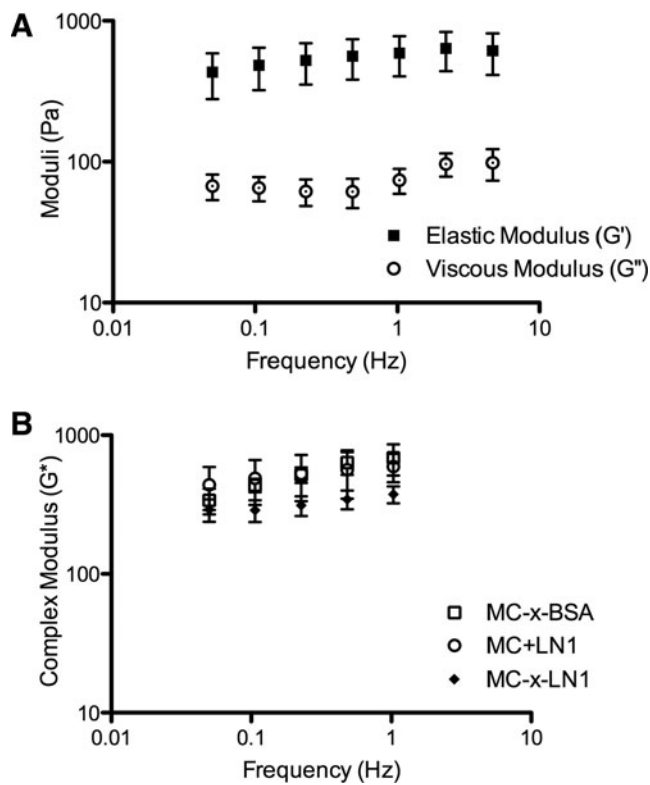 A
1000
100
10
Moduli (Pa)
Elastic Modulus (G')
Viscous Modulus (G")
0.01 0.1 1 10
Frequency (Hz)
B
1000
100
10
Complex Modulus (G*)
MC-x-BSA
MC+LN1
MC-x-LN1
0.01 0.1 1 10
Frequency (Hz)